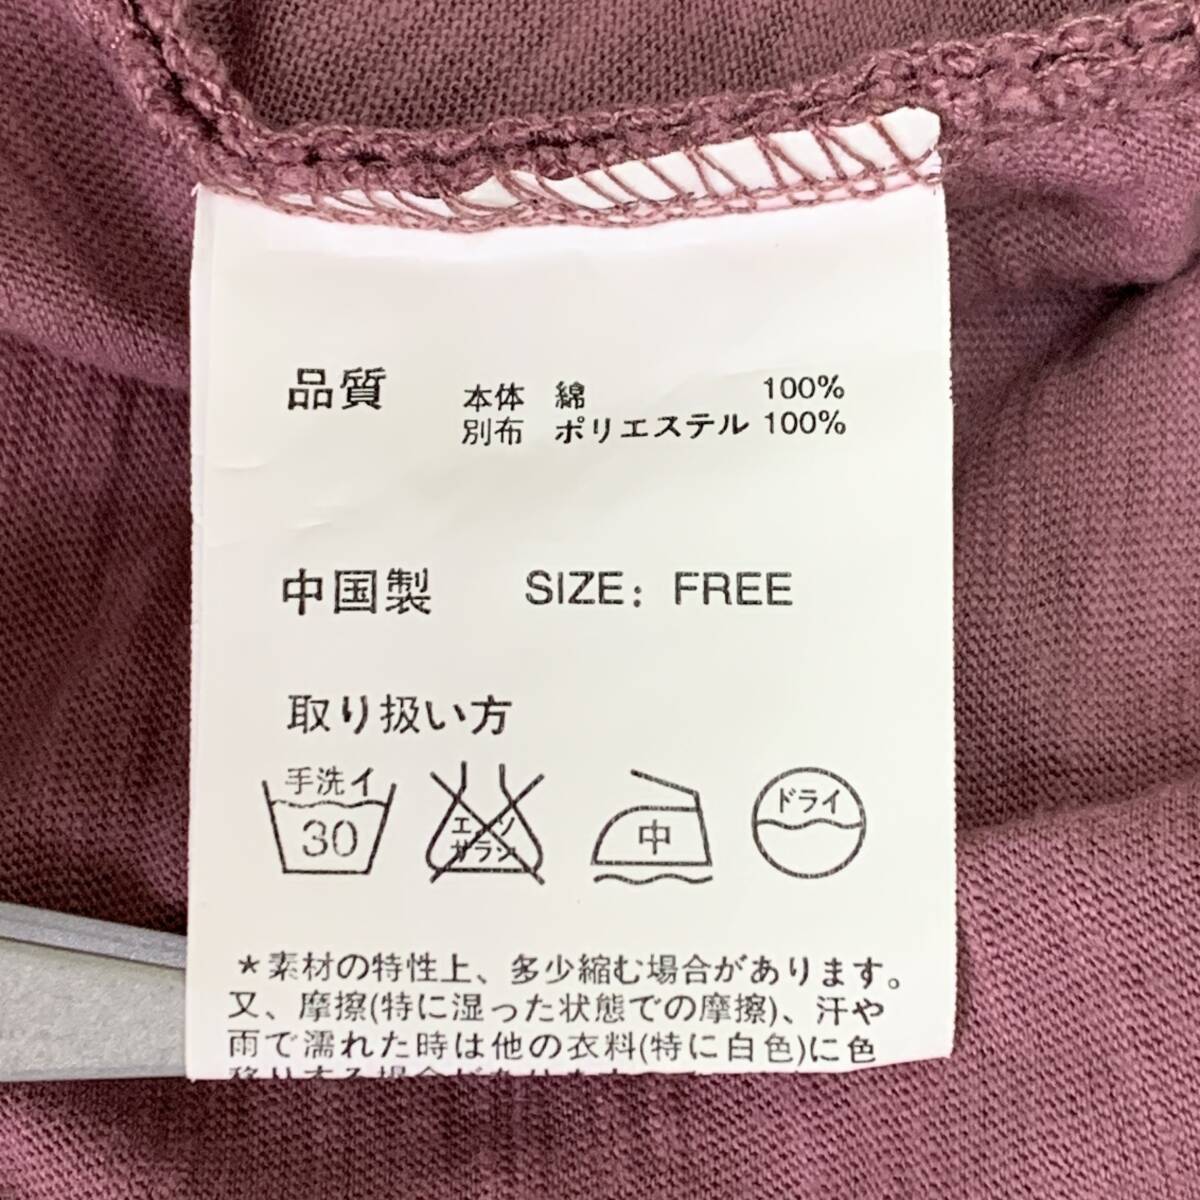 品質 本体 綿 100%
別布 ポリエステル 100%
中国製 SIZE: FREE
取り扱い方
手洗イ 30
エンソ サラシ
中
ドライ
*素材の特性上、多少縮む場合があります。
又、摩擦(特に湿った状態での摩擦)、汗や
雨で濡れた時は他の衣料(特に白色)に色